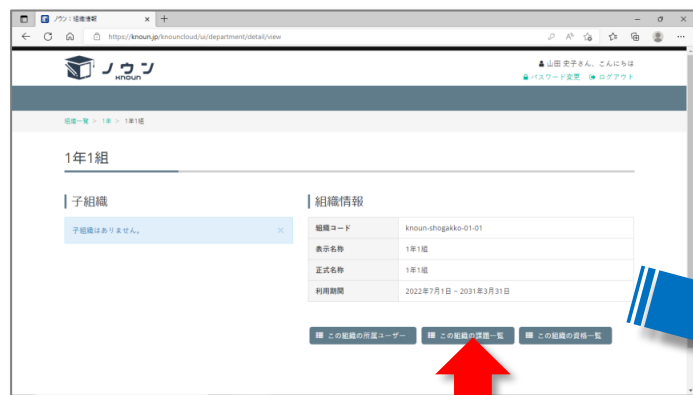 ノウン：組織情報
https://knoun.jp/knouncloud/ui/department/detail/view
ノウン
KNOUN
山田 史子さん、こんにちは
パスワード変更 ログアウト
組織一覧 > 1年 > 1年1組
1年1組
子組織
子組織はありません。
組織情報
組織コード knoun-shogakko-01-01
表示名称 1年1組
正式名称 1年1組
利用期間 2022年7月1日 ~ 2031年3月31日
この組織の所属ユーザー この組織の課題一覧 この組織の資格一覧